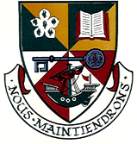 · NOUS · MAINTIENDRONS ·